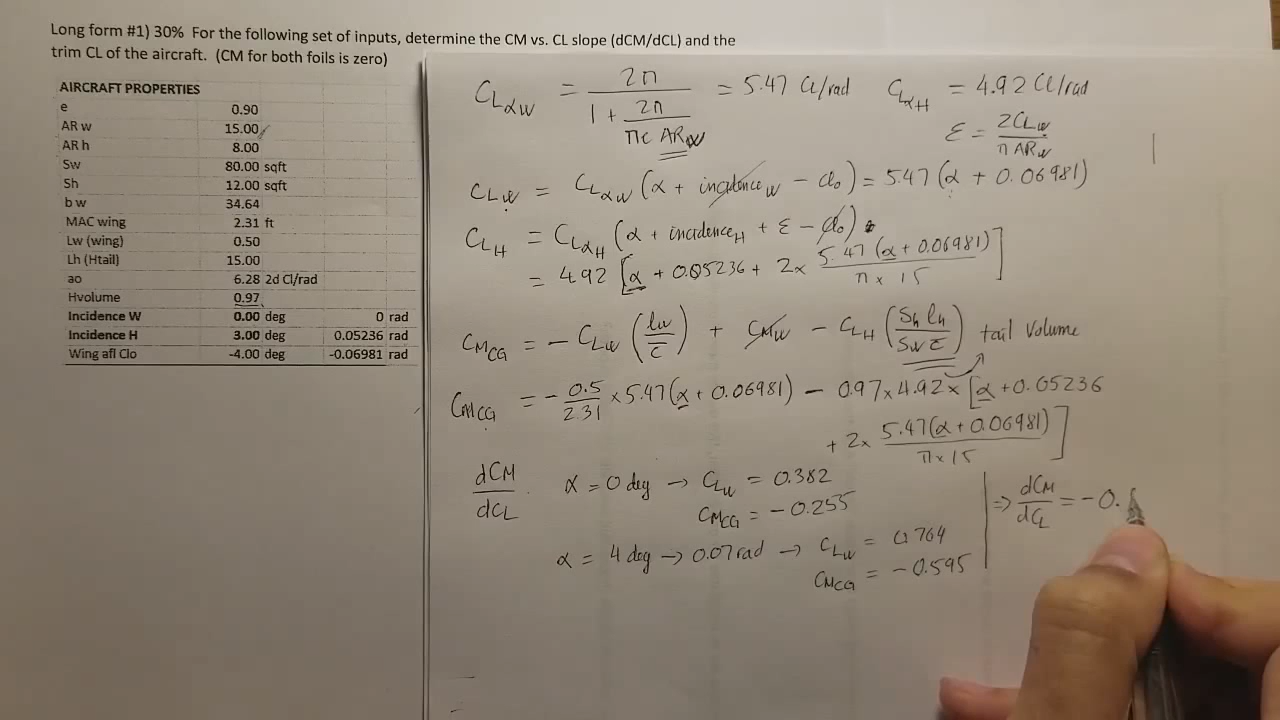 Long form #1) 30% For the following set of inputs, determine the CM vs. CL slope (dCM/dCL) and the
trim CL of the aircraft. (CM for both foils is zero)
AIRCRAFT PROPERTIES
e 0.90
AR w 15.00
AR h 8.00
Sw 80.00 sqft
Sh 12.00 sqft
b w 34.64
MAC wing 2.31 ft
Lw (wing) 0.50
Lh (Htail) 15.00
ao 6.28 2d Cl/rad
Hvolume 0.97
Incidence W 0.00 deg 0 rad
Incidence H 3.00 deg 0.05236 rad
Wing afl Clo -4.00 deg -0.06981 rad
CLαW = 2π / (1 + 2π / (πe ARW)) = 5.47 Cl/rad CLαH = 4.92 Cl/rad
ε = 2CLW / (π ARW)
CLW = CLαW (α + incidenceW − αo) = 5.47 (α + 0.06981)
CLH = CLαH (α + incidenceH + ε − αo)
= 4.92 [α + 0.05236 + 2 × 5.47 (α + 0.06981) / (π × 15)]
CMCG = − CLW (lw / c̄) + CMW − CLH (Sh lh / Sw c̄) tail volume
CMCG = − 0.5 / 2.31 × 5.47 (α + 0.06981) − 0.97 × 4.92 × [α + 0.05236
+ 2 × 5.47 (α + 0.06981) / (π × 15)]
dCM / dCL α = 0 deg → CLW = 0.382
CMCG = − 0.255
α = 4 deg → 0.07 rad → CLW = 0.764
CMCG = − 0.595
⇒ dCM / dCL = − 0.